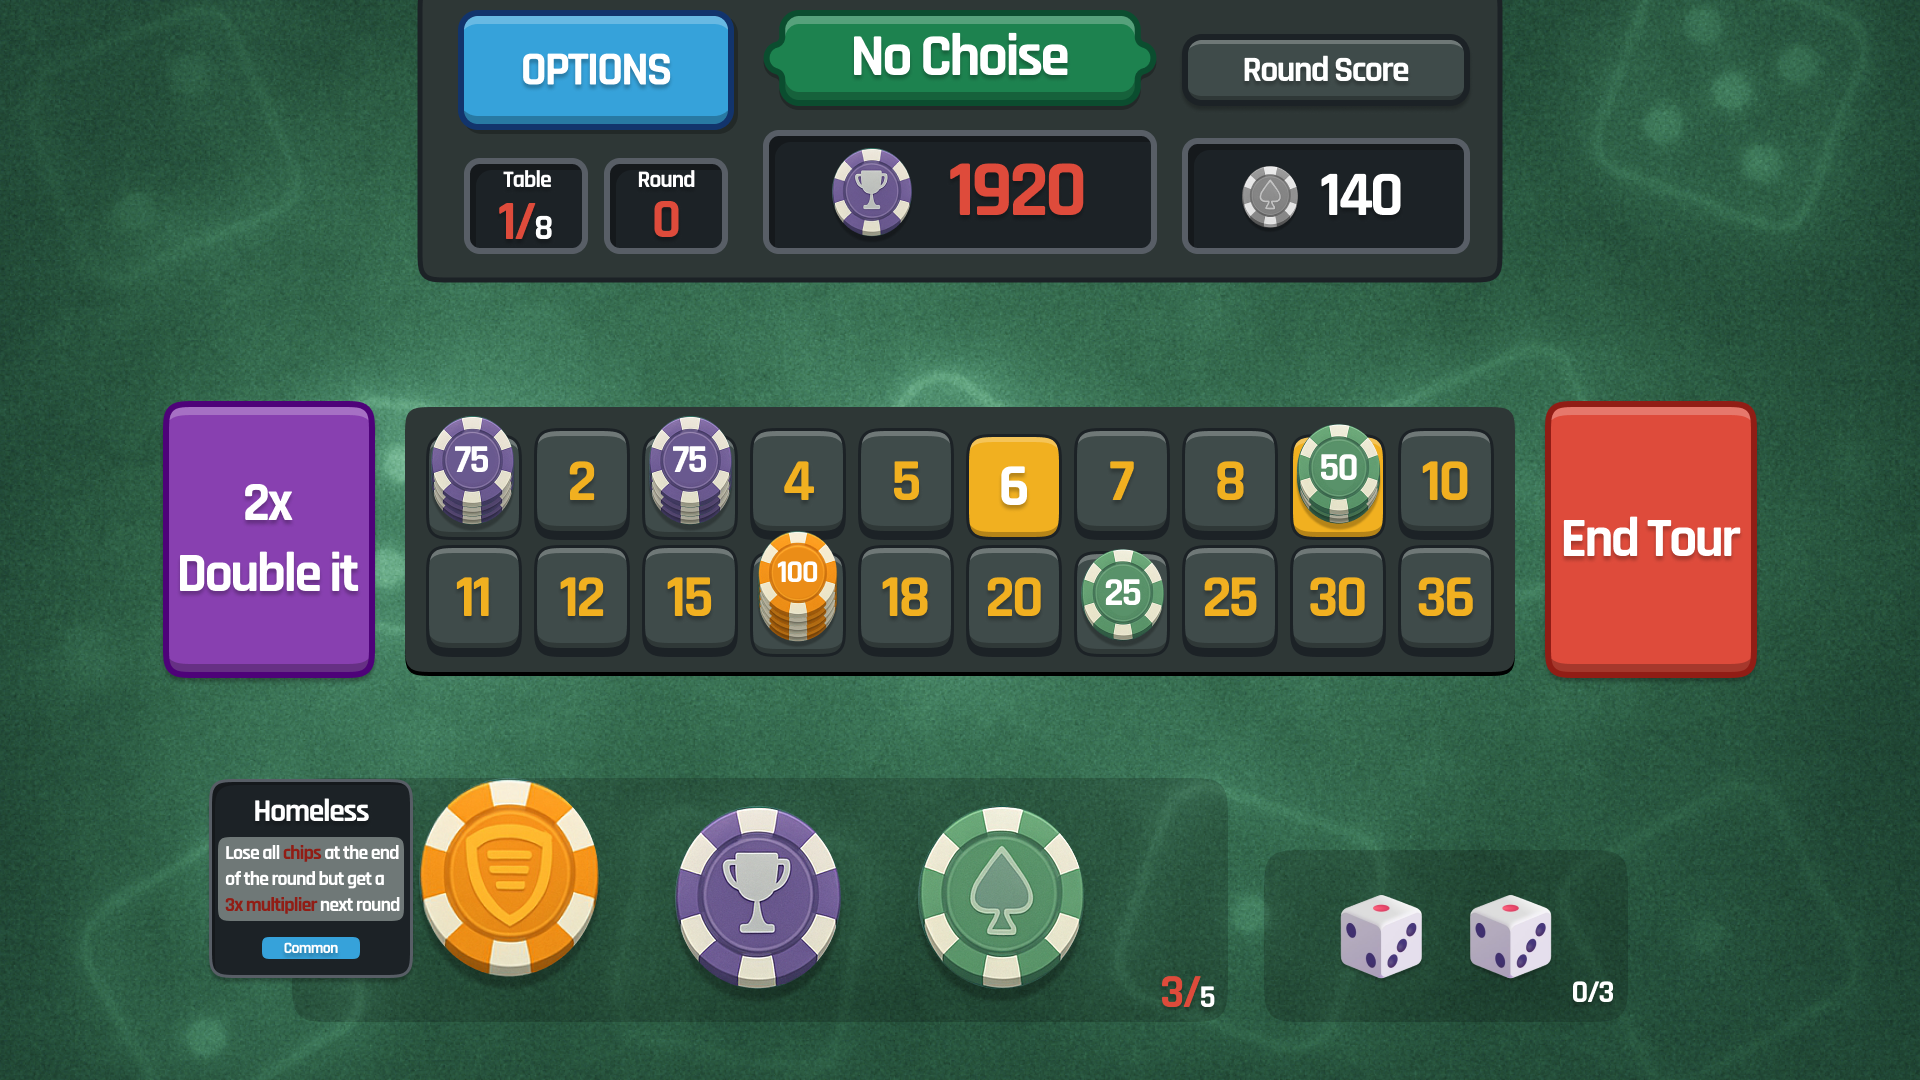 OPTIONS
No Choise
Round Score
Table
1/8
Round
0
1920
140
2x
Double it
75 2 75 4 5 6 7 8 50 10
11 12 15 100 18 20 25 25 30 36
End Tour
Homeless
Lose all chips at the end
of the round but get a
3x multiplier next round
Common
3/5
0/3